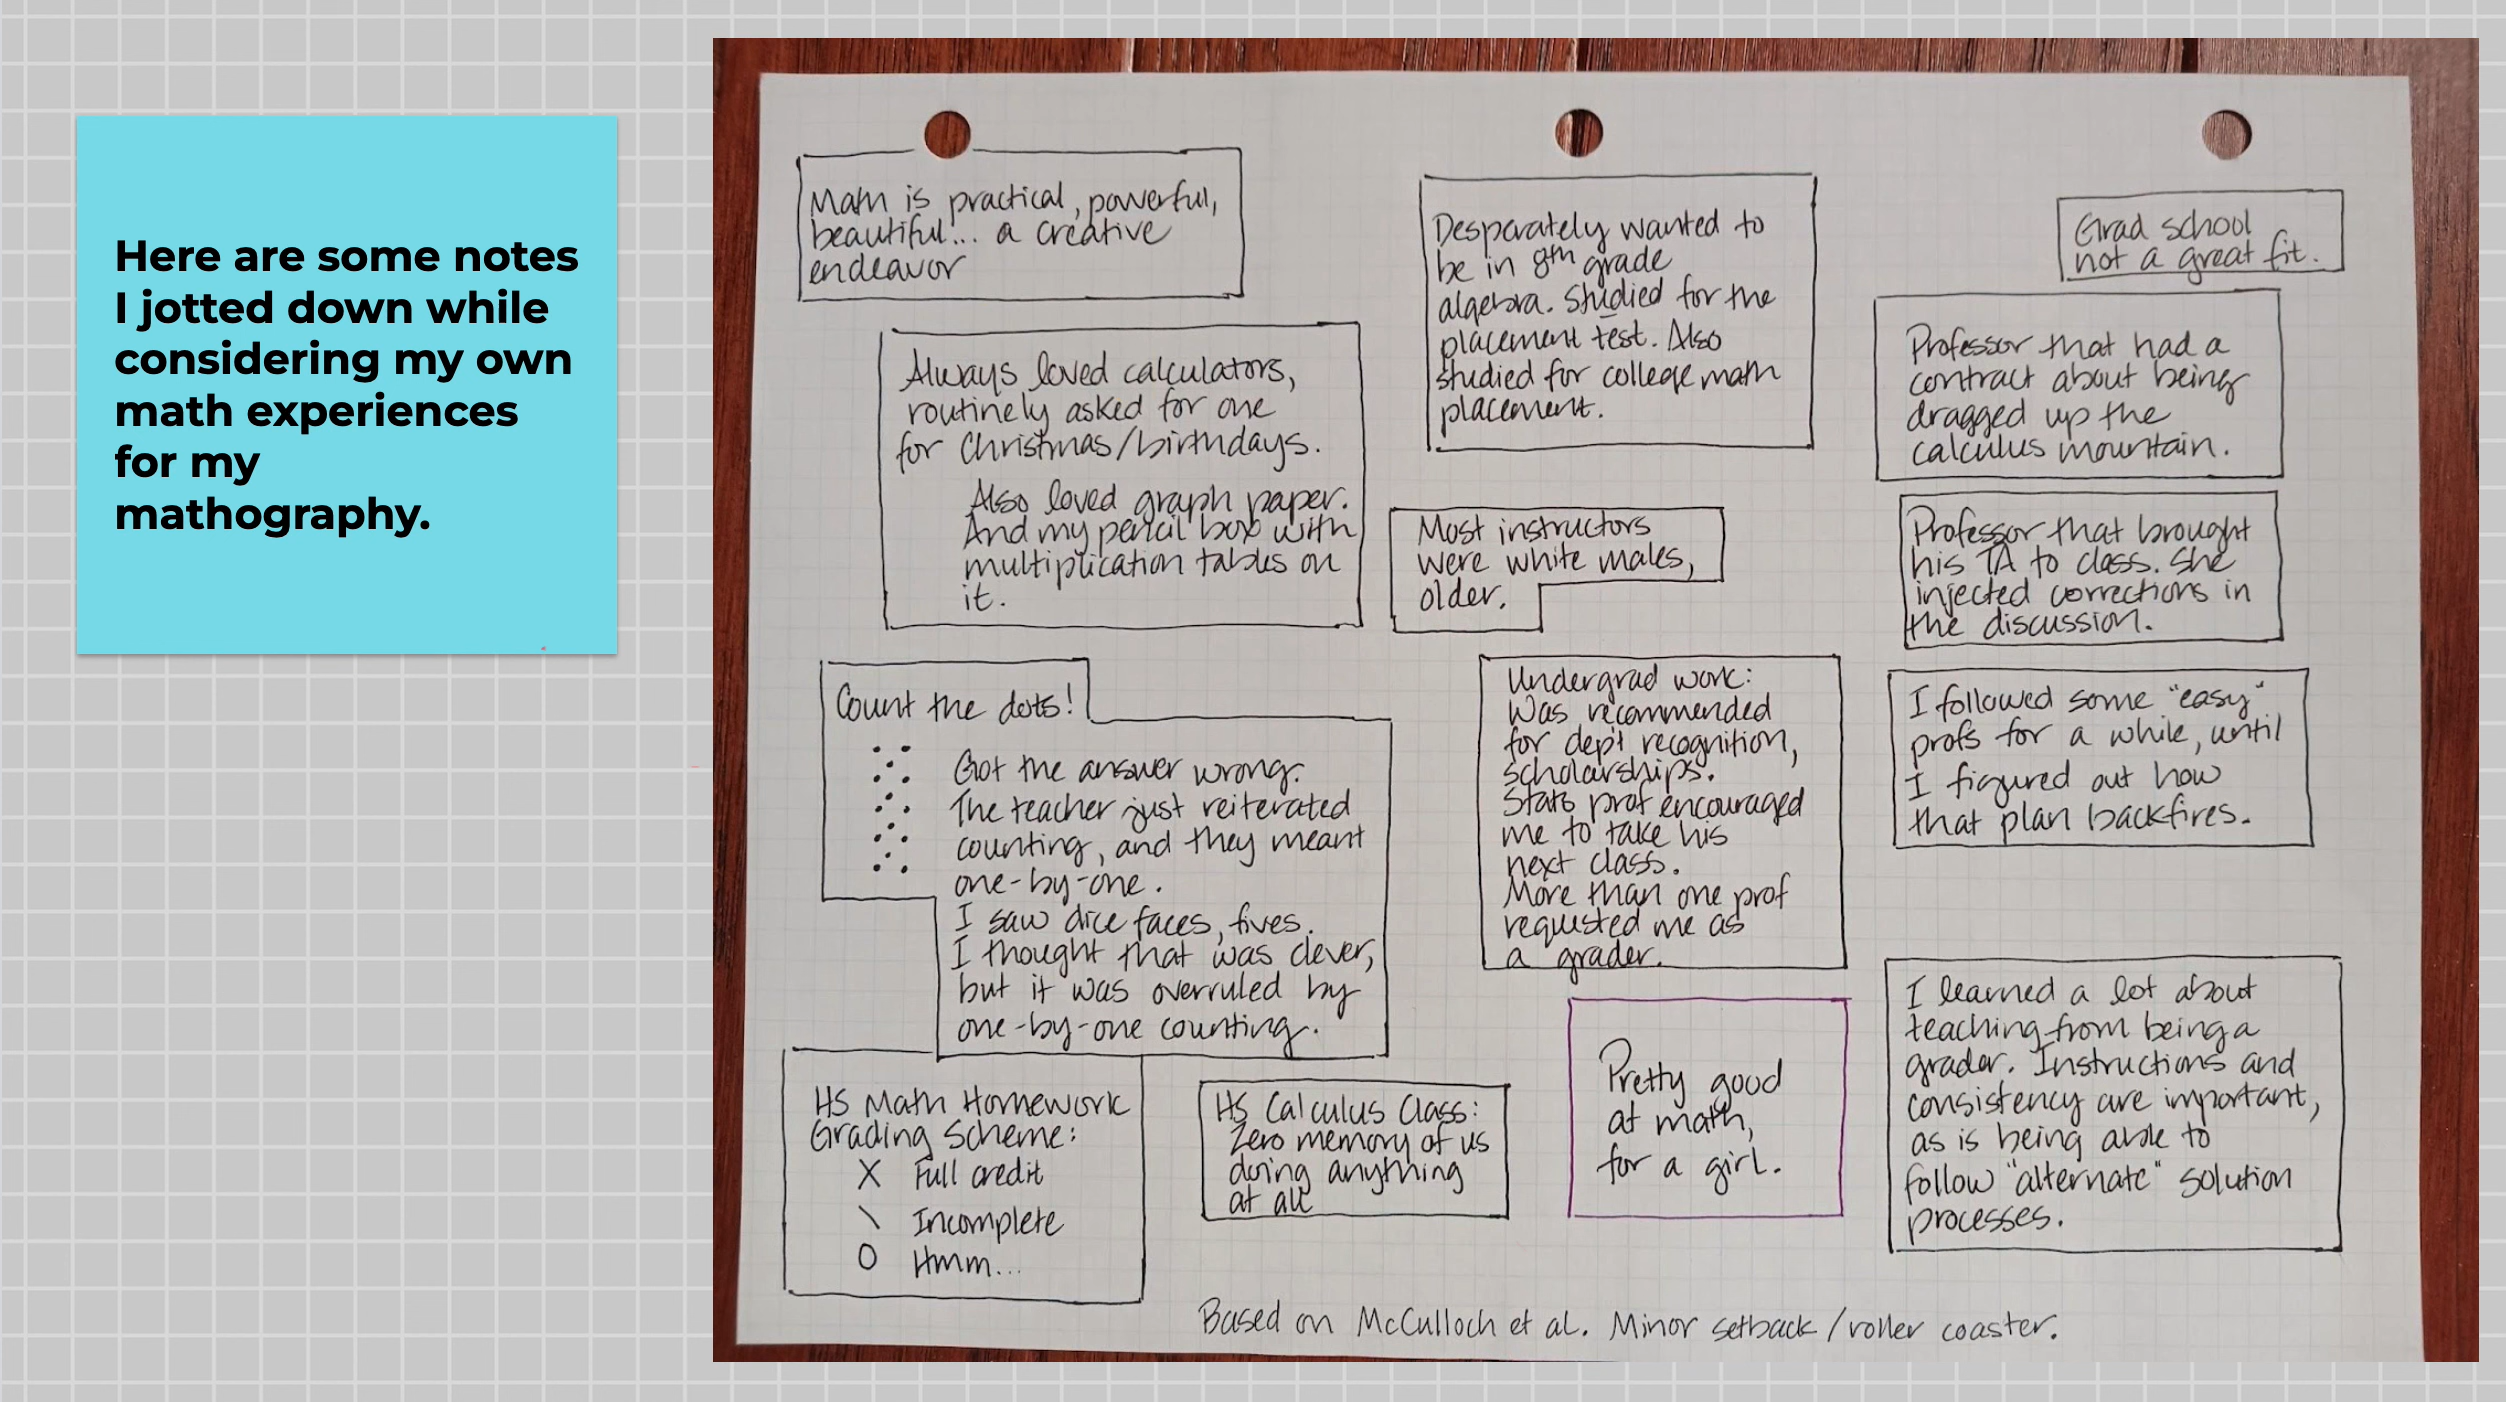 Here are some notes
I jotted down while
considering my own
math experiences
for my
mathography.
Math is practical, powerful,
beautiful... a creative
endeavor
Always loved calculators,
routinely asked for one
for Christmas/birthdays.
Also loved graph paper.
And my pencil box with
multiplication tables on
it.
Count the dots!
Got the answer wrong.
The teacher just reiterated
counting, and they meant
one-by-one.
I saw dice faces, fives.
I thought that was clever,
but it was overruled by
one-by-one counting.
HS Math Homework
Grading Scheme:
X Full credit
\ Incomplete
O Hmm...
HS Calculus Class:
Zero memory of us
doing anything
at all
Desparately wanted to
be in 8th grade
algebra. Studied for the
placement test. Also
studied for college math
placement.
Most instructors
were white males,
older.
Undergrad work:
Was recommended
for dep't recognition,
scholarships.
Stats prof encouraged
me to take his
next class.
More than one prof
requested me as
a grader.
Pretty good
at math,
for a girl.
Grad school
not a great fit.
Professor that had a
contract about being
dragged up the
calculus mountain.
Professor that brought
his TA to class. She
injected corrections in
the discussion.
I followed some "easy"
profs for a while, until
I figured out how
that plan backfires.
I learned a lot about
teaching from being a
grader. Instructions and
consistency are important,
as is being able to
follow "alternate" solution
processes.
Based on McCulloch et al. Minor setback/roller coaster.